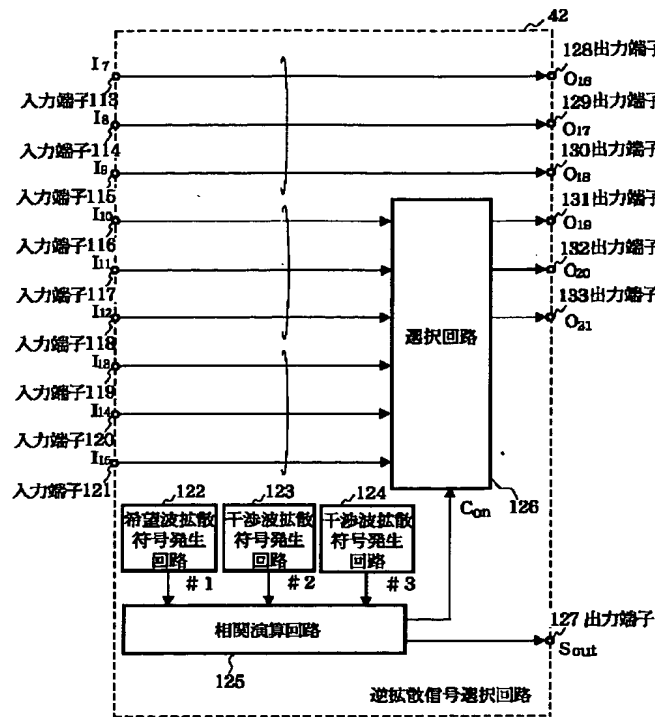 42
I7
128出力端子
O16
入力端子113
I8
129出力端子
O17
入力端子114
I9
130出力端子
O18
入力端子115
I10
131出力端子
O19
入力端子116
I11
132出力端子
O20
入力端子117
I12
133出力端子
O21
選択回路
入力端子118
I13
入力端子119
I14
入力端子120
I15
入力端子121
122
123
124
126
Con
希望波拡散
符号発生
回路
干渉波拡散
符号発生
回路
干渉波拡散
符号発生
回路
#1
#2
#3
相関演算回路
127出力端子
Sout
125
逆拡散信号選択回路